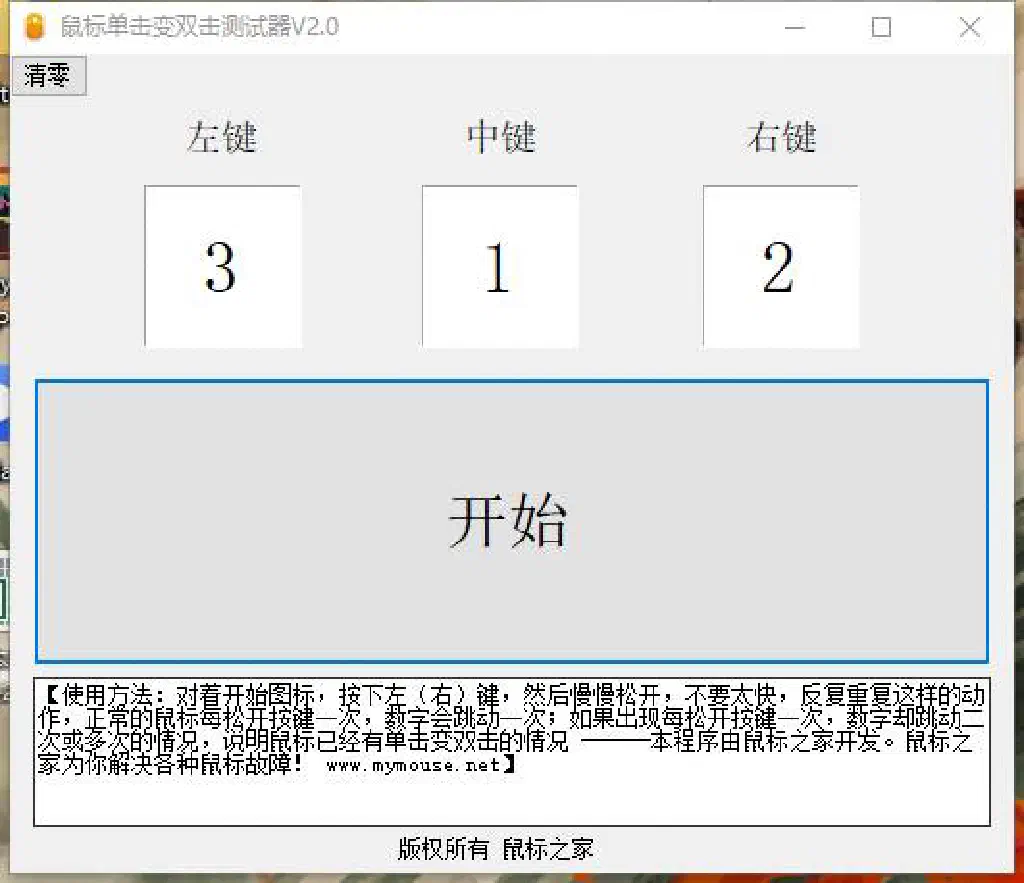 鼠标单击变双击测试器V2.0
清零
左键 中键 右键
3 1 2
开始
【使用方法：对着开始图标，按下左（右）键，然后慢慢松开，不要太快，反复重复这样的动
作，正常的鼠标每松开按键一次，数字会跳动一次；如果出现每松开按键一次，数字却跳动二
次或多次的情况，说明鼠标已经有单击变双击的情况 ———本程序由鼠标之家开发。鼠标之
家为你解决各种鼠标故障！ www.mymouse.net】
版权所有 鼠标之家